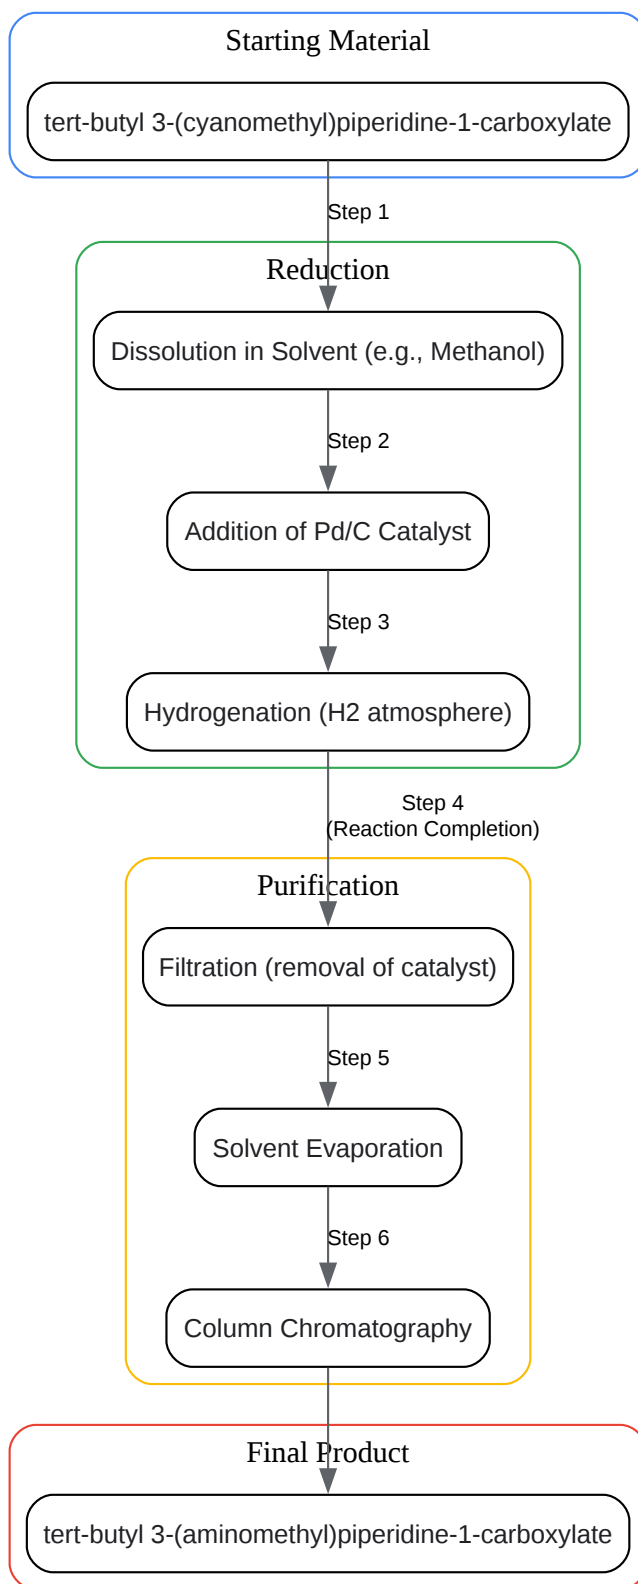 Starting Material
tert-butyl 3-(cyanomethyl)piperidine-1-carboxylate
Step 1
Reduction
Dissolution in Solvent (e.g., Methanol)
Step 2
Addition of Pd/C Catalyst
Step 3
Hydrogenation (H2 atmosphere)
Step 4
(Reaction Completion)
Purification
Filtration (removal of catalyst)
Step 5
Solvent Evaporation
Step 6
Column Chromatography
Final Product
tert-butyl 3-(aminomethyl)piperidine-1-carboxylate